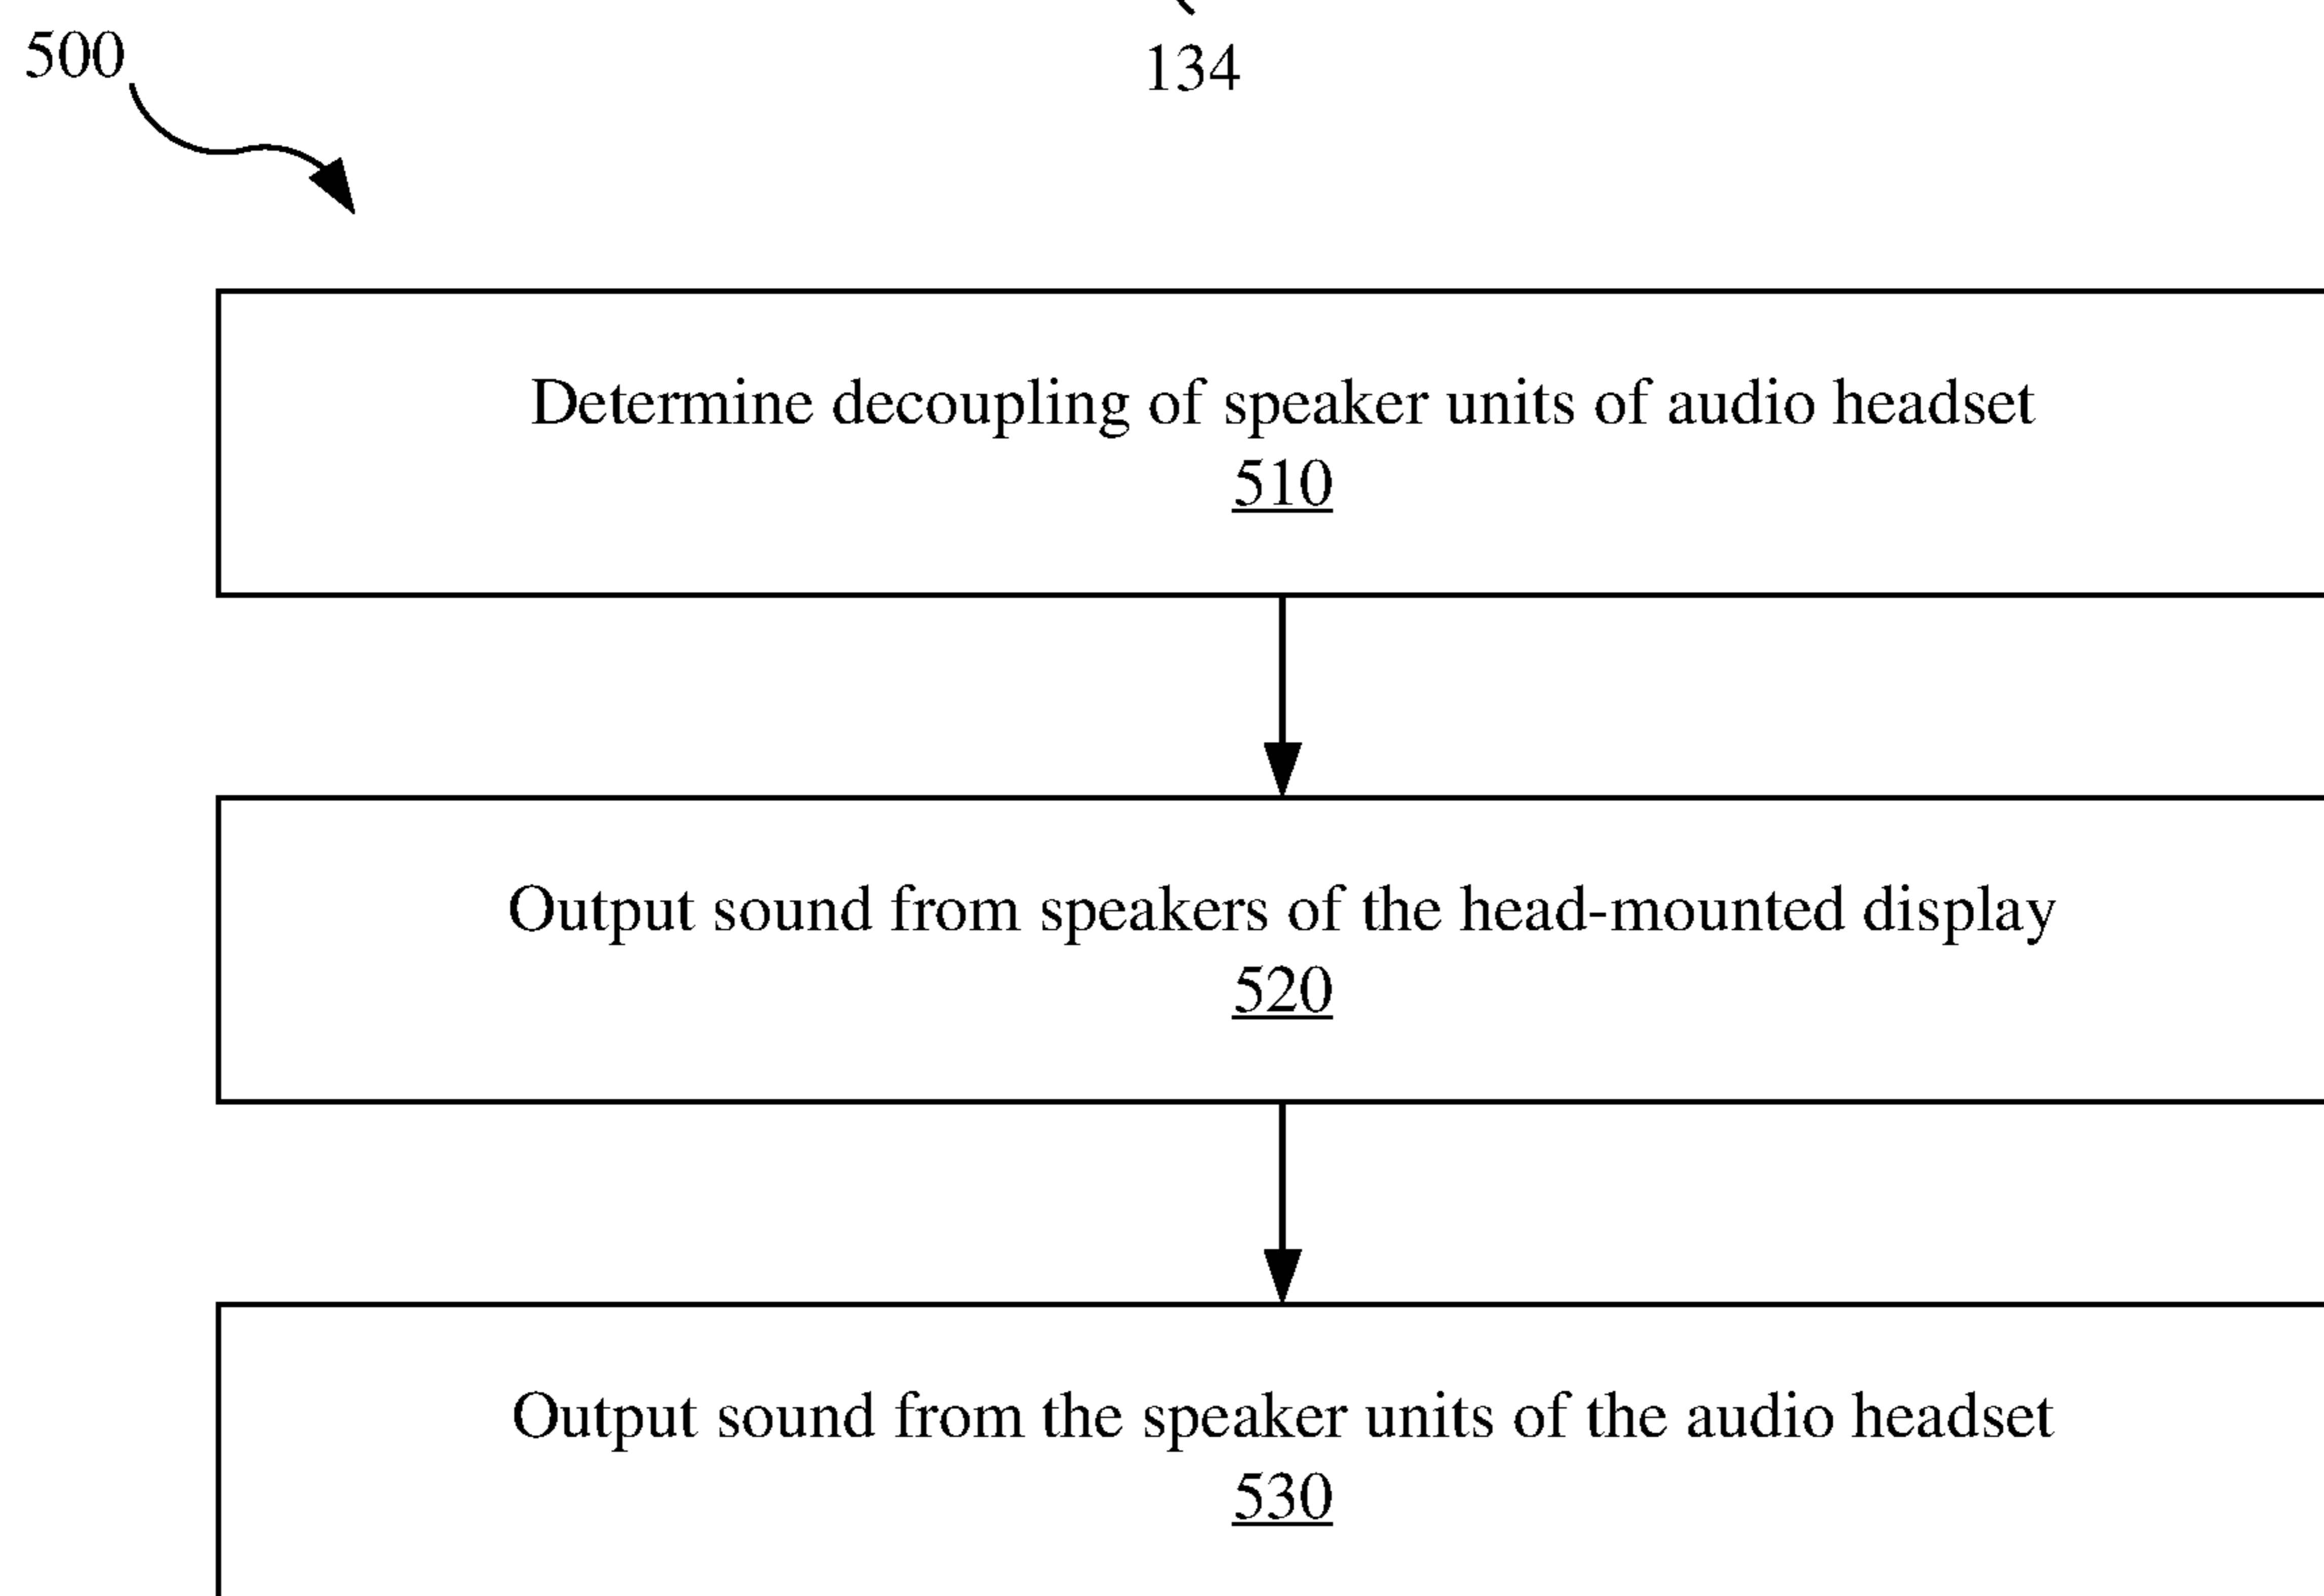 500
134
Determine decoupling of speaker units of audio headset
510
Output sound from speakers of the head-mounted display
520
Output sound from the speaker units of the audio headset
530